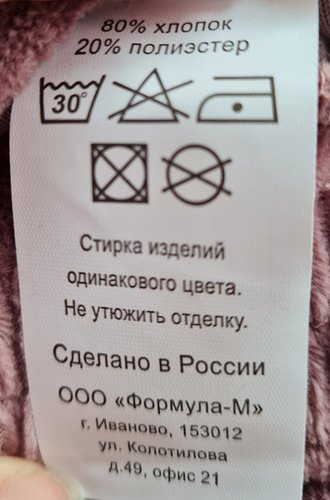 80% хлопок
20% полиэстер
30°
Стирка изделий
одинакового цвета.
Не утюжить отделку.
Сделано в России
ООО «Формула-М»
г. Иваново, 153012
ул. Колотилова
д.49, офис 21